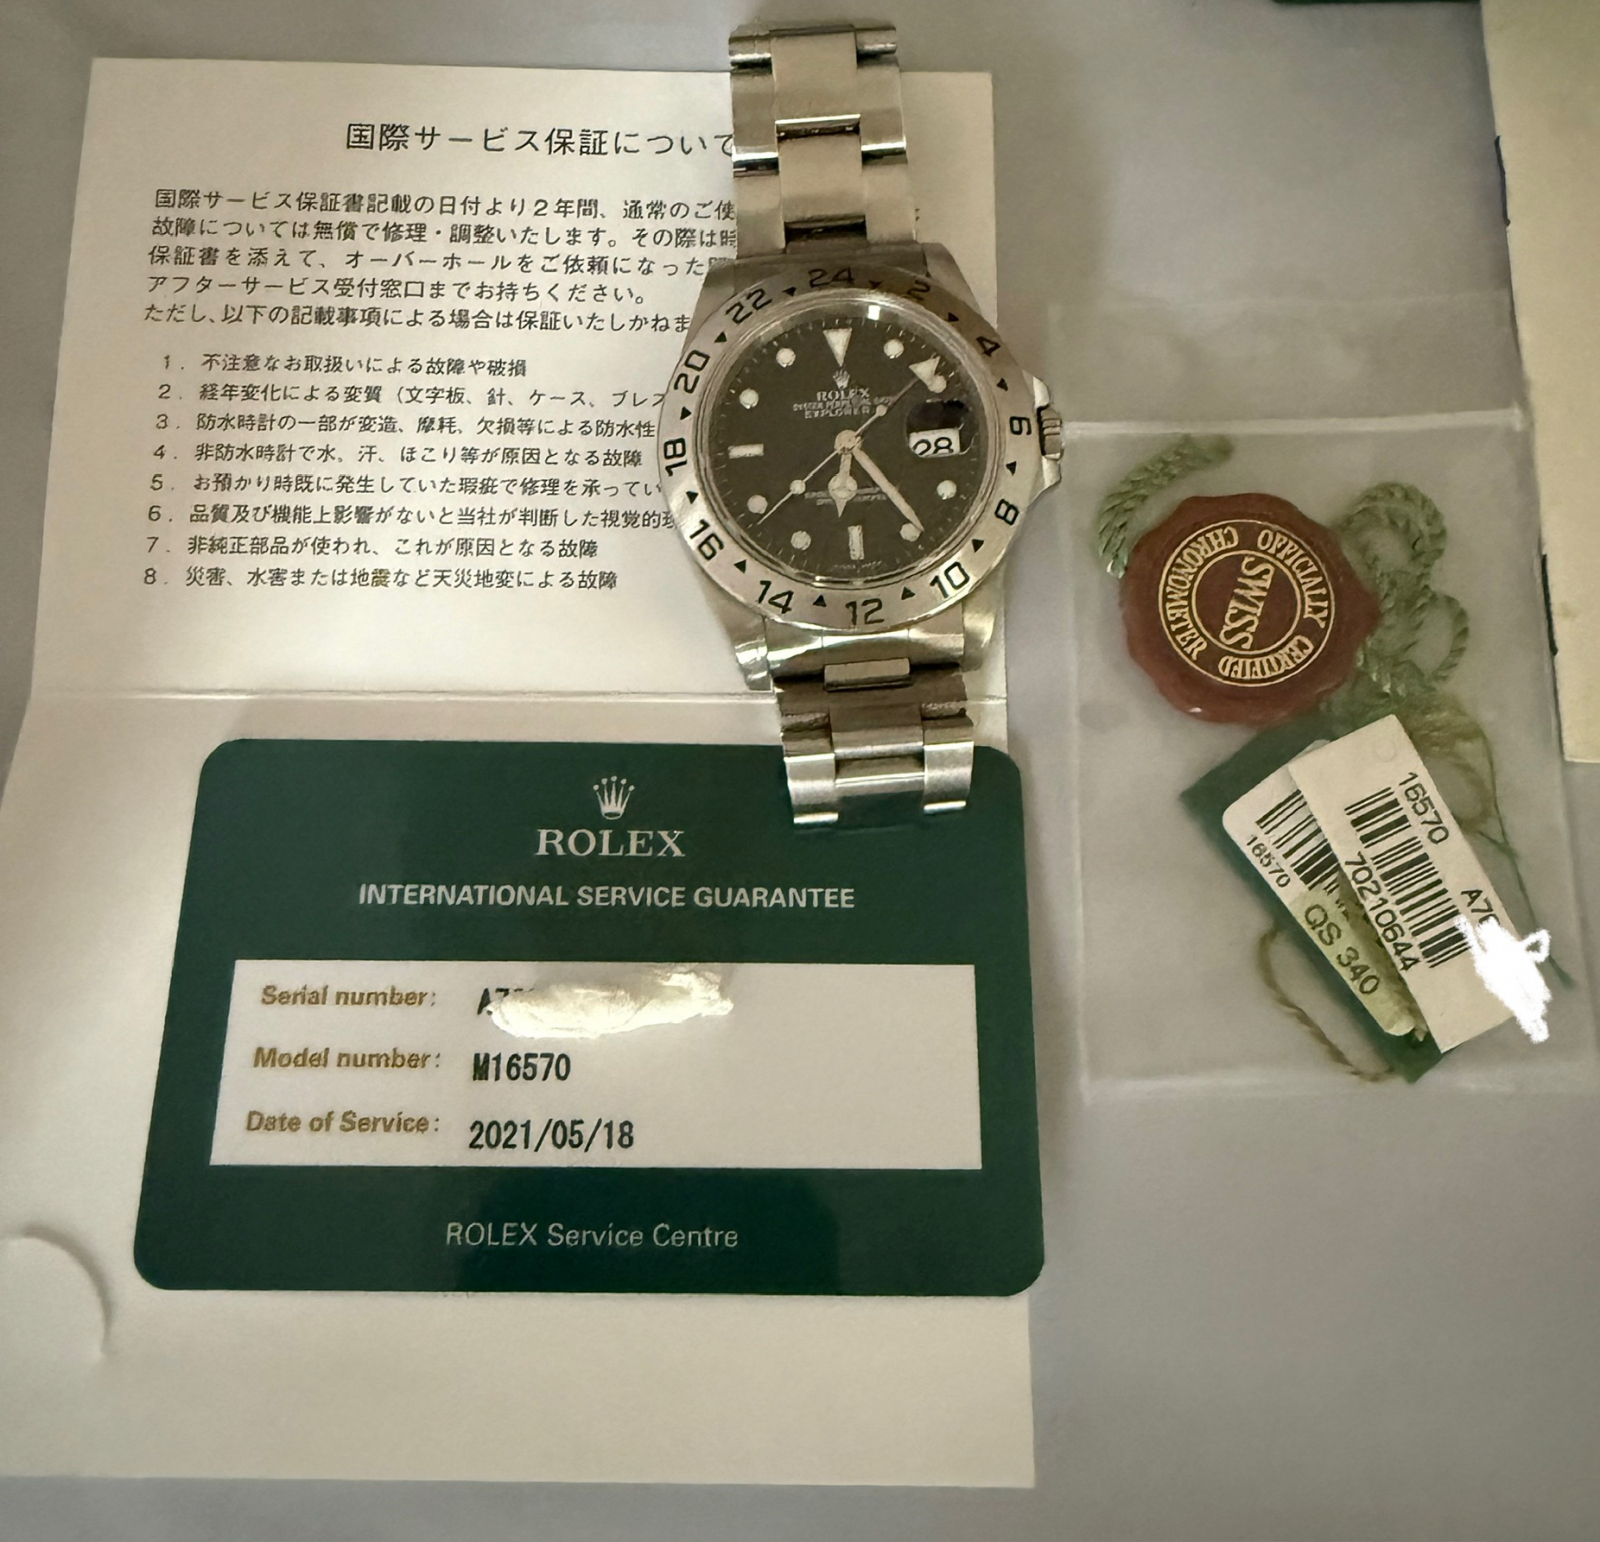 国際サービス保証について
国際サービス保証書記載の日付より2年間、通常のご使
故障については無償で修理・調整いたします。その際は時
保証書を添えて、オーバーホールをご依頼になった
アフターサービス受付窓口までお持ちください。
ただし、以下の記載事項による場合は保証いたしかねま
1. 不注意なお取扱いによる故障や破損
2. 経年変化による変質（文字板、針、ケース、ブレス
3. 防水時計の一部が変造、摩耗、欠損等による防水性
4. 非防水時計で水。汗、ほこり等が原因となる故障
5. お預かり時既に発生していた瑕疵で修理を承ってい
6. 品質及び機能上影響がないと当社が判断した視覚的現
7. 非純正部品が使われ、これが原因となる故障
8. 災害、水害または地震など天災地変による故障
24 2 4 6 8 10 12 14 16 18 20 22
ROLEX
OYSTER PERPETUAL DATE
EXPLORER II
28
OFFICIALLY CERTIFIED CHRONOMETER
SWISS
16570
A78
70210644
16570
QS 340
ROLEX
INTERNATIONAL SERVICE GUARANTEE
Serial number: A7
Model number: M16570
Date of Service: 2021/05/18
ROLEX Service Centre